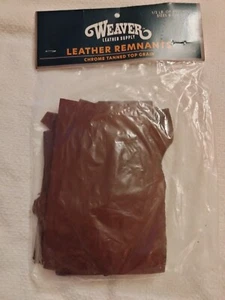 WEAVER
LEATHER SUPPLY
LEATHER REMNANTS
CHROME TANNED TOP GRAIN